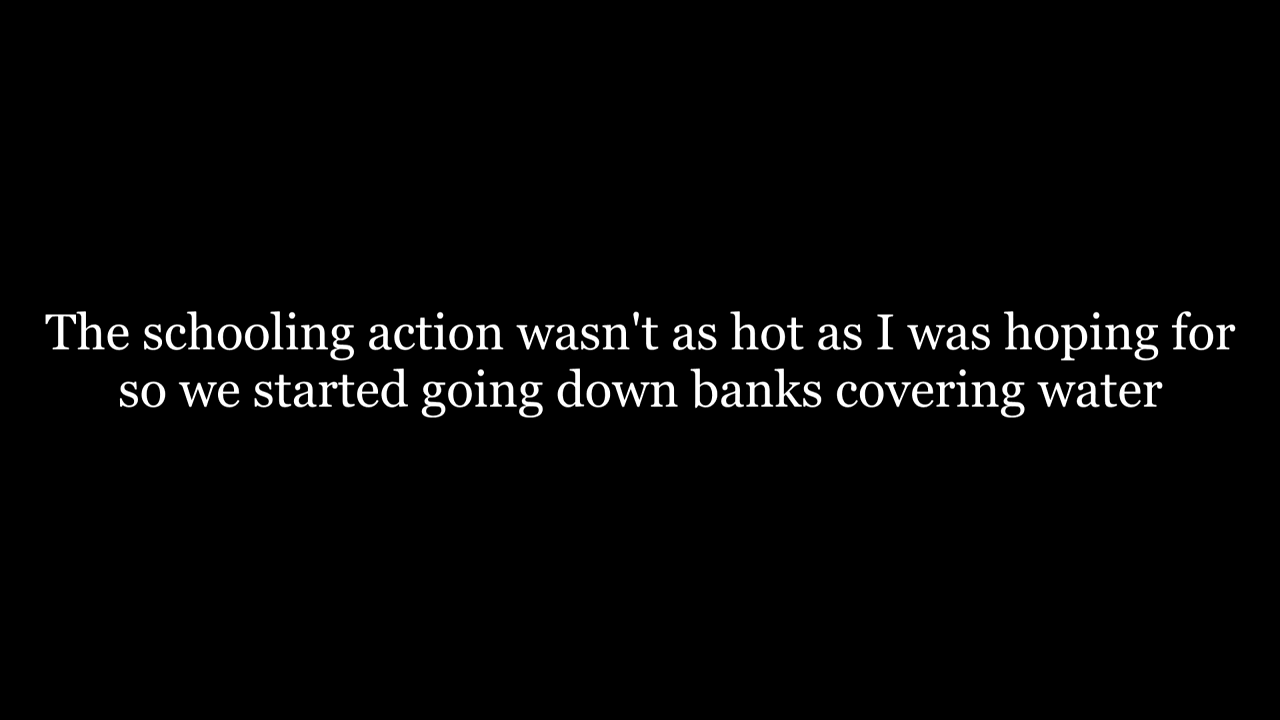 The schooling action wasn't as hot as I was hoping for
so we started going down banks covering water